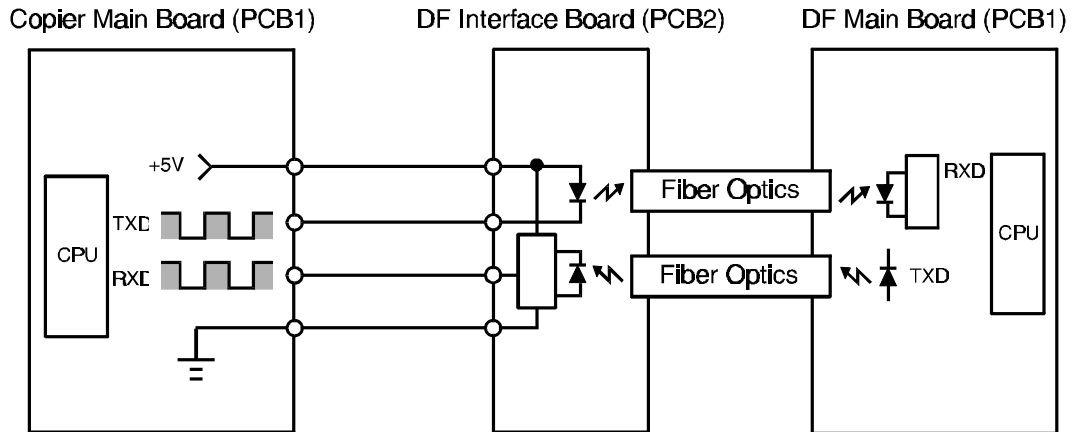 Copier Main Board (PCB1)
DF Interface Board (PCB2)
DF Main Board (PCB1)
+5V
TXD
CPU
RXD
Fiber Optics
RXD
CPU
Fiber Optics
TXD